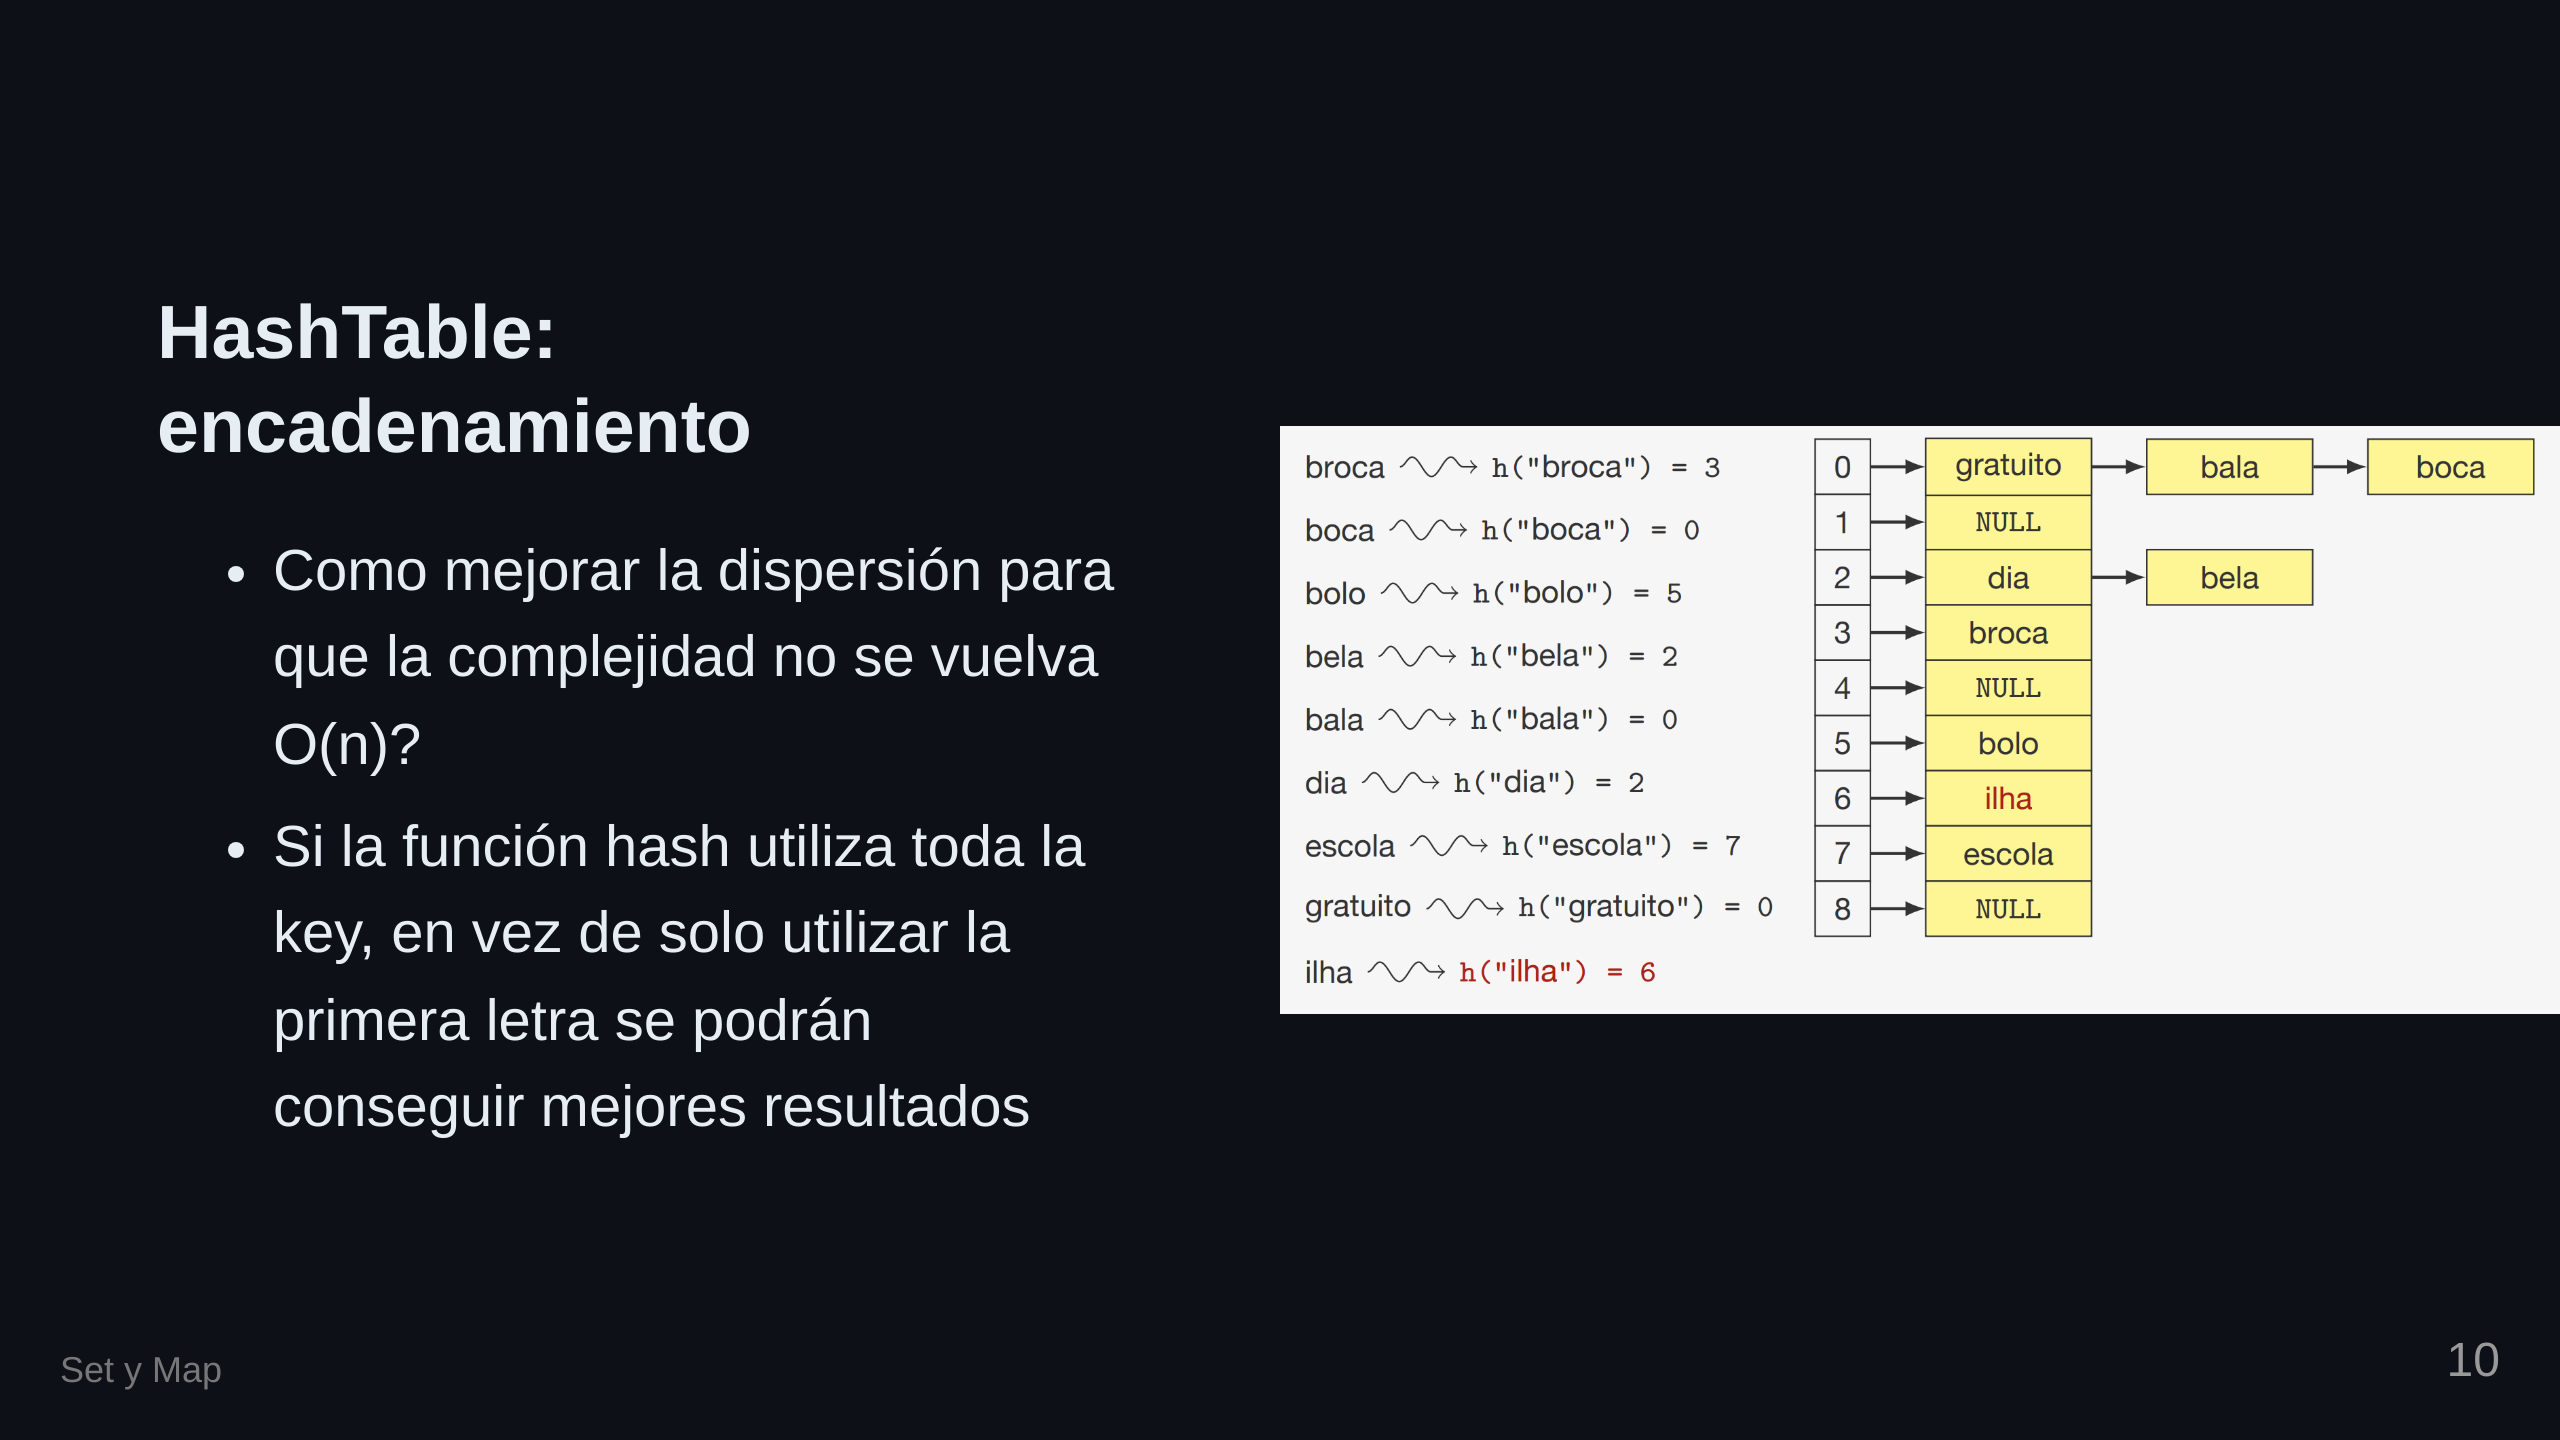 HashTable:
encadenamiento
• Como mejorar la dispersión para
que la complejidad no se vuelva
O(n)?
• Si la función hash utiliza toda la
key, en vez de solo utilizar la
primera letra se podrán
conseguir mejores resultados
broca h("broca") = 3
boca h("boca") = 0
bolo h("bolo") = 5
bela h("bela") = 2
bala h("bala") = 0
dia h("dia") = 2
escola h("escola") = 7
gratuito h("gratuito") = 0
ilha h("ilha") = 6
0 gratuito bala boca
1 NULL
2 dia bela
3 broca
4 NULL
5 bolo
6 ilha
7 escola
8 NULL
Set y Map
10